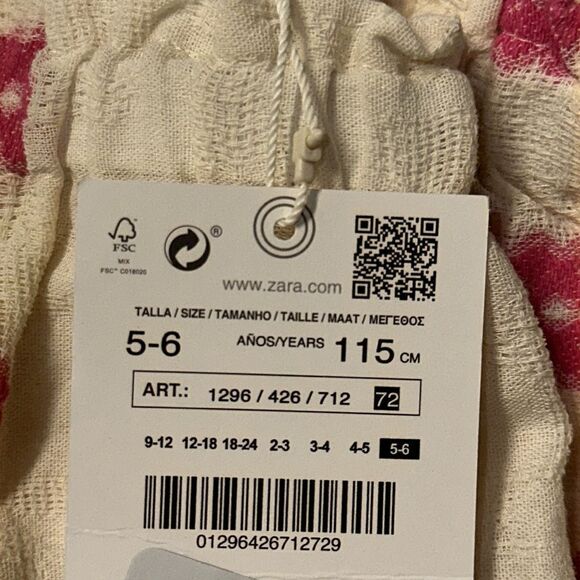 FSC
MIX
FSC™ C018020
®
www.zara.com
TALLA / SIZE / TAMANHO / TAILLE / MAAT / ΜΕΓΕΘΟΣ
5-6 AÑOS/YEARS 115 CM
ART.: 1296 / 426 / 712 72
9-12 12-18 18-24 2-3 3-4 4-5 5-6
01296426712729